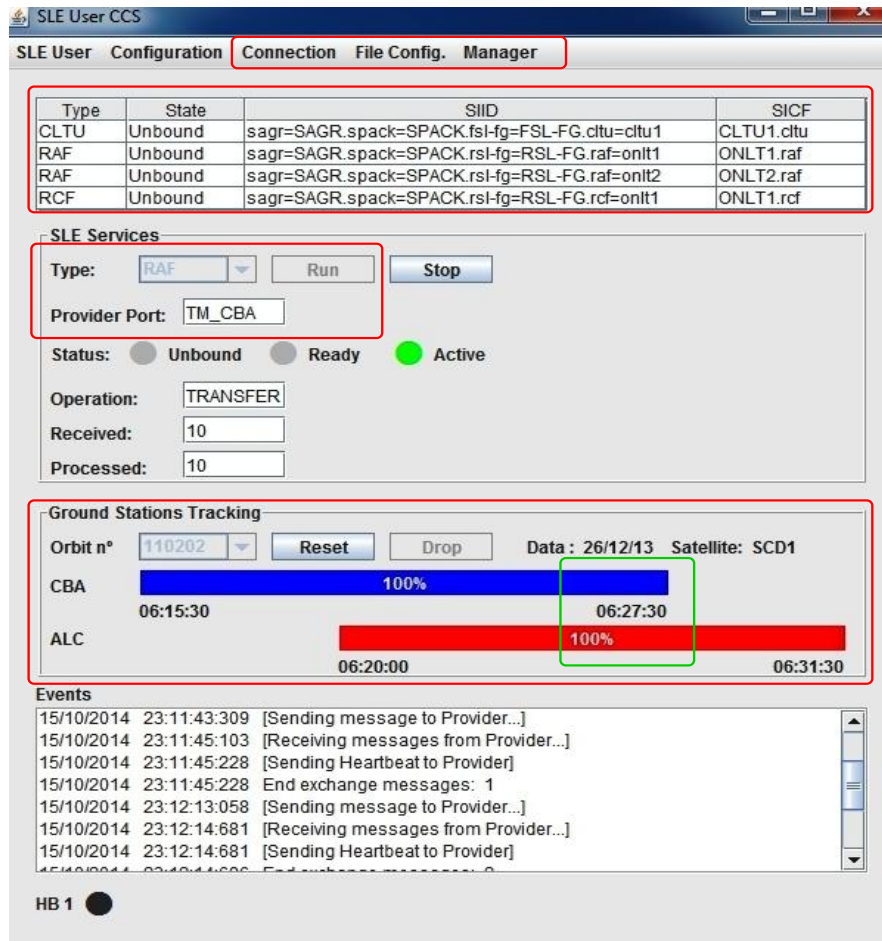 SLE User CCS
SLE User Configuration Connection File Config. Manager
Type State SIID SICF
CLTU Unbound sagr=SAGR.spack=SPACK.fsl-fg=FSL-FG.cltu=cltu1 CLTU1.cltu
RAF Unbound sagr=SAGR.spack=SPACK.rsl-fg=RSL-FG.raf=onlt1 ONLT1.raf
RAF Unbound sagr=SAGR.spack=SPACK.rsl-fg=RSL-FG.raf=onlt2 ONLT2.raf
RCF Unbound sagr=SAGR.spack=SPACK.rsl-fg=RSL-FG.rcf=onlt1 ONLT1.rcf
SLE Services
Type: RAF Run Stop
Provider Port: TM_CBA
Status: Unbound Ready Active
Operation: TRANSFER
Received: 10
Processed: 10
Ground Stations Tracking
Orbit nº 110202 Reset Drop Data : 26/12/13 Satellite: SCD1
CBA 100%
06:15:30 06:27:30
ALC 100%
06:20:00 06:31:30
Events
15/10/2014 23:11:43:309 [Sending message to Provider...]
15/10/2014 23:11:45:103 [Receiving messages from Provider...]
15/10/2014 23:11:45:228 [Sending Heartbeat to Provider]
15/10/2014 23:11:45:228 End exchange messages: 1
15/10/2014 23:12:13:058 [Sending message to Provider...]
15/10/2014 23:12:14:681 [Receiving messages from Provider...]
15/10/2014 23:12:14:681 [Sending Heartbeat to Provider]
HB 1